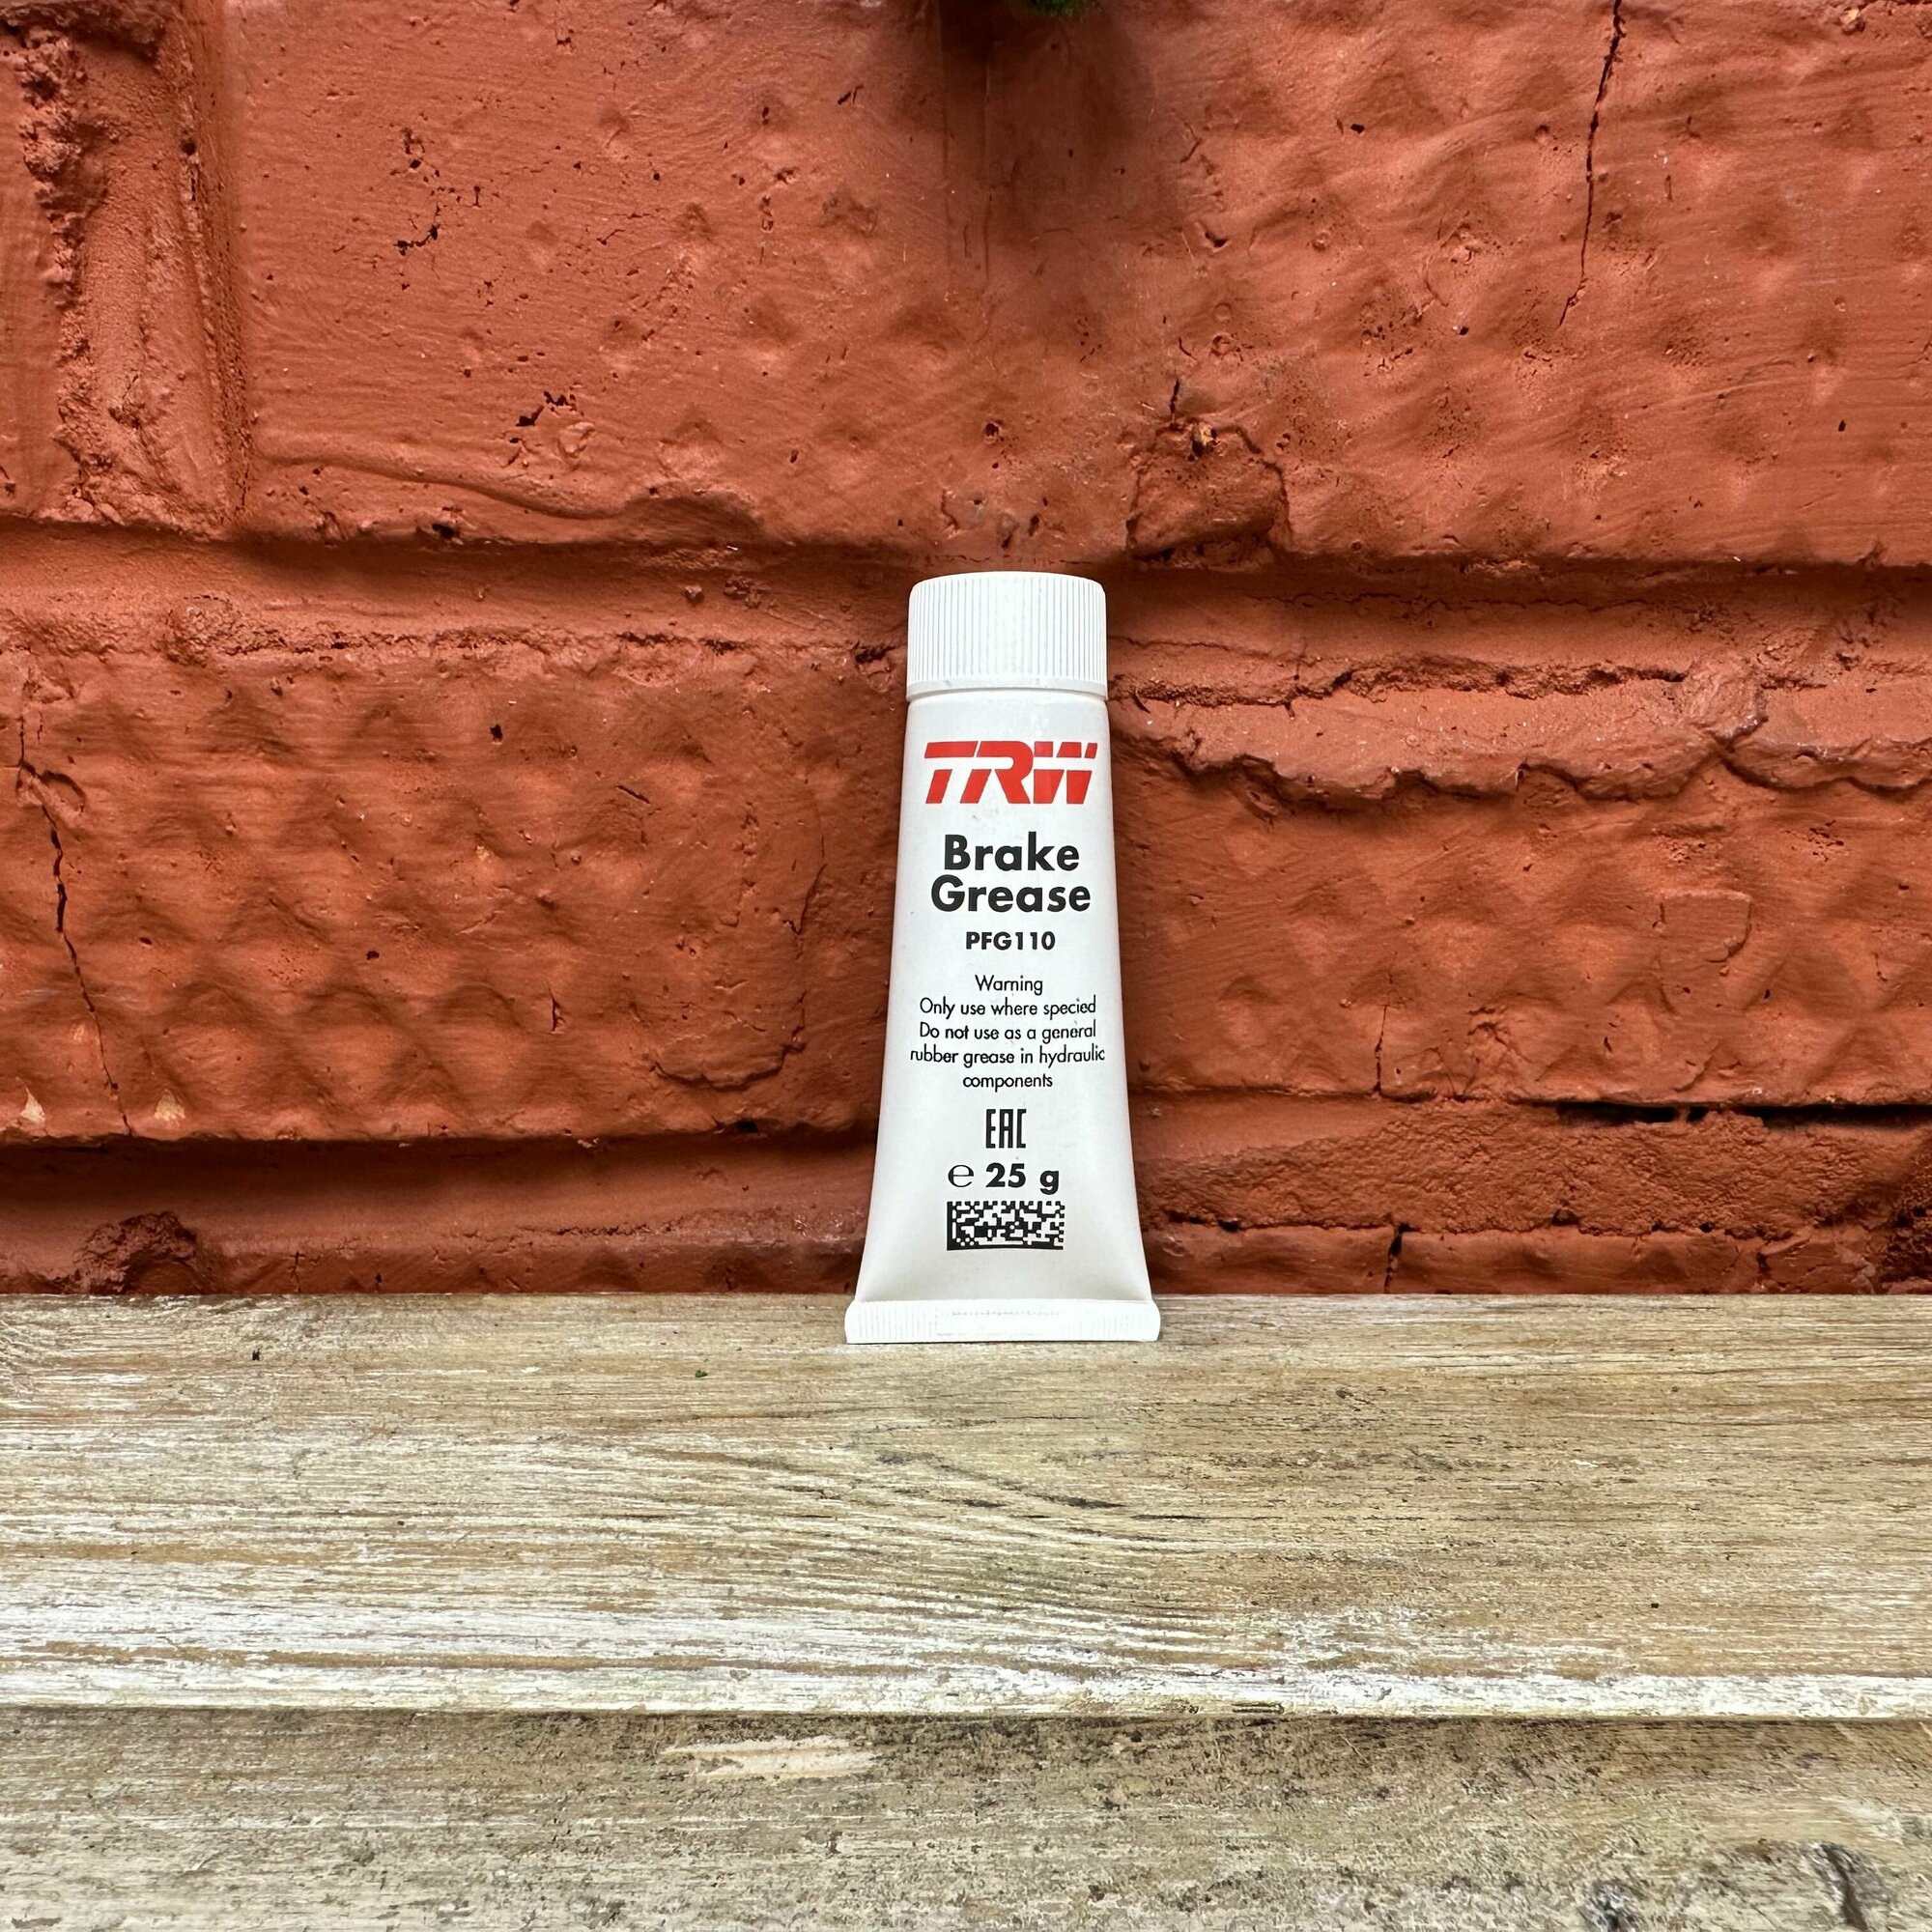 TRW
Brake
Grease
PFG110
Warning
Only use where specied
Do not use as a general
rubber grease in hydraulic
components
EAC
e 25 g